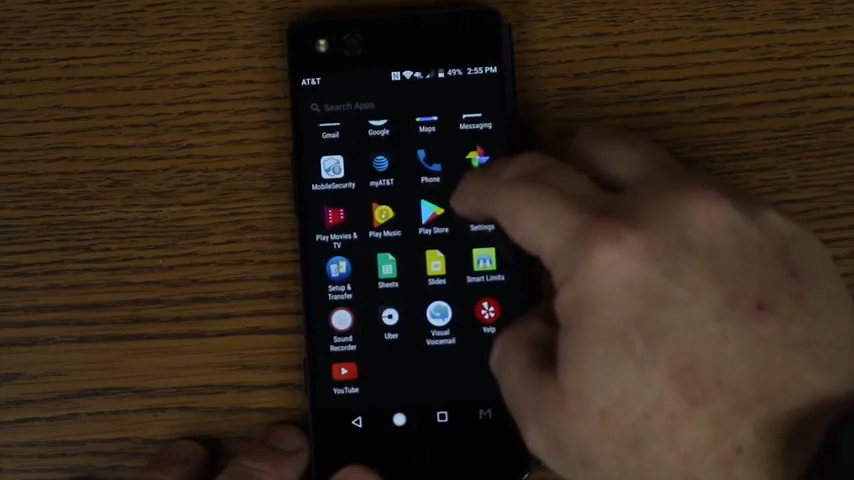 AT&T 49% 2:55 PM
Search Apps
Gmail Google Maps Messaging
MobileSecurity myAT&T Phone
Play Movies & TV Play Music Play Store Settings
Setup & Transfer Sheets Slides Smart Limits
Sound Recorder Uber Visual Voicemail Yelp
YouTube